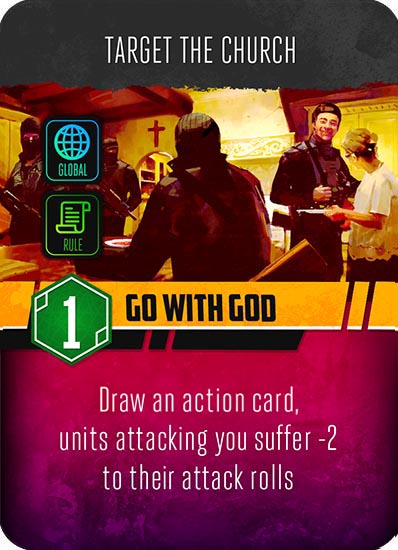 TARGET THE CHURCH
GLOBAL
RULE
1
GO WITH GOD
Draw an action card,
units attacking you suffer -2
to their attack rolls